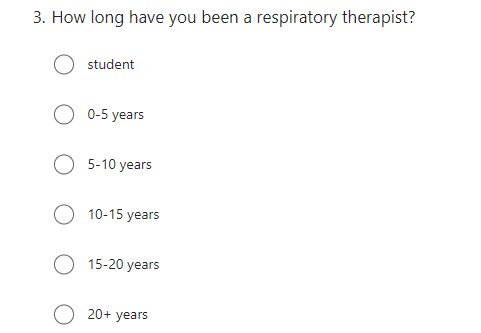 3. How long have you been a respiratory therapist?
student
0-5 years
5-10 years
10-15 years
15-20 years
20+ years